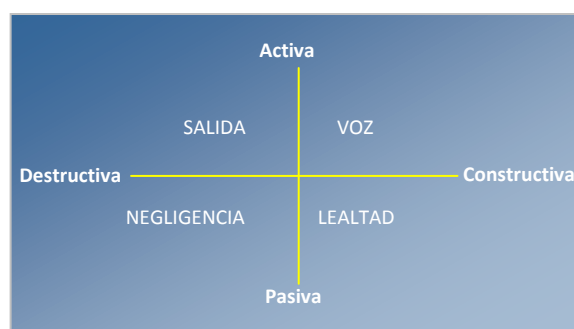 Activa
SALIDA VOZ
Destructiva Constructiva
NEGLIGENCIA LEALTAD
Pasiva